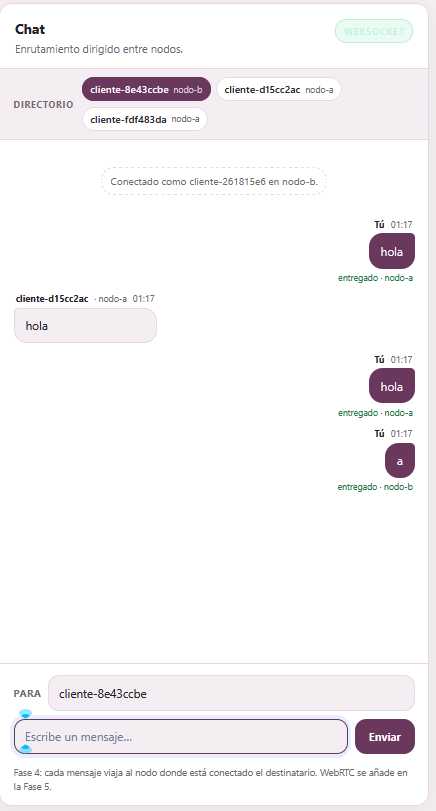 Chat
WEBSOCKET
Enrutamiento dirigido entre nodos.
DIRECTORIO
cliente-8e43ccbe nodo-b
cliente-d15cc2ac nodo-a
cliente-fdf483da nodo-a
Conectado como cliente-261815e6 en nodo-b.
Tú 01:17
hola
entregado · nodo-a
cliente-d15cc2ac · nodo-a 01:17
hola
Tú 01:17
hola
entregado · nodo-a
Tú 01:17
a
entregado · nodo-b
PARA
cliente-8e43ccbe
Escribe un mensaje...
Enviar
Fase 4: cada mensaje viaja al nodo donde está conectado el destinatario. WebRTC se añade en
la Fase 5.